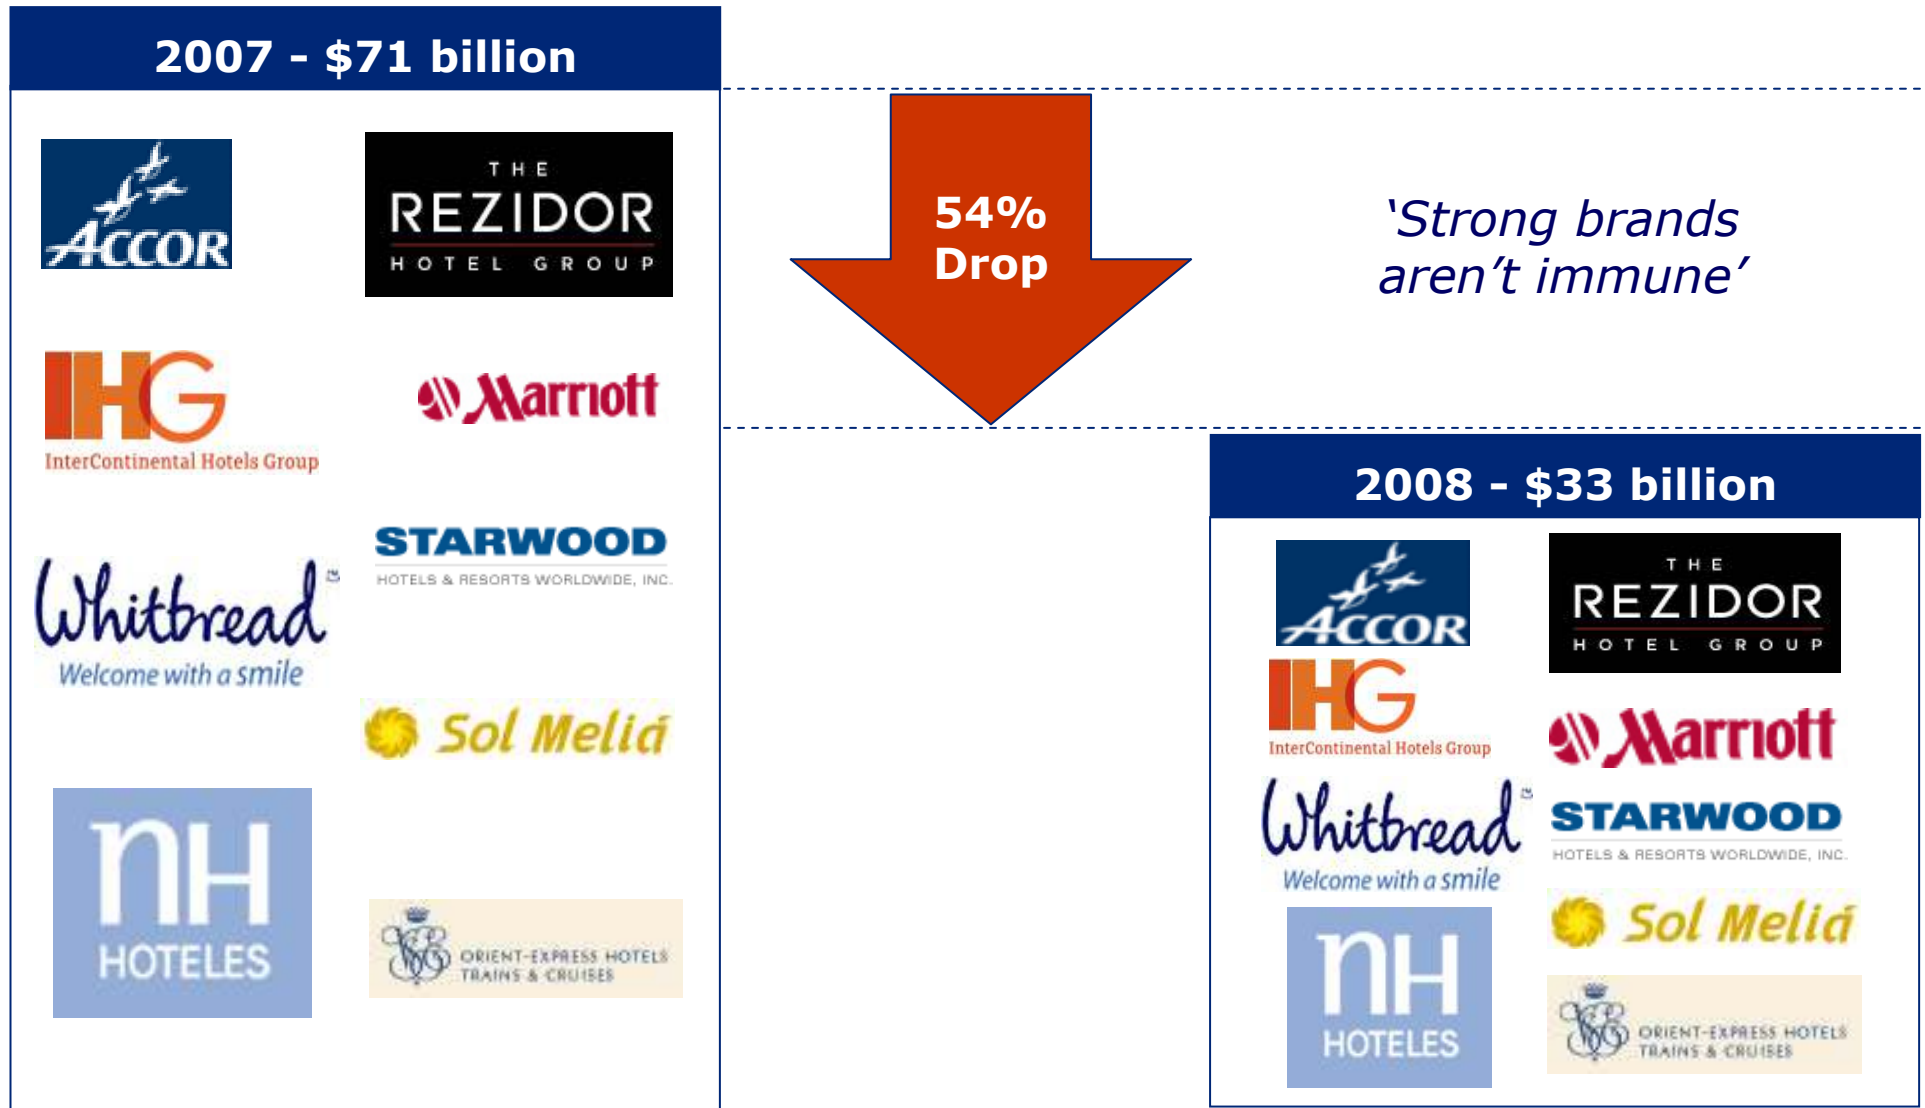 2007 - $71 billion
ACCOR
THE
REZIDOR
HOTEL GROUP
IHG
InterContinental Hotels Group
Marriott
Whitbread
Welcome with a smile
STARWOOD
HOTELS & RESORTS WORLDWIDE, INC.
Sol Meliá
nH
HOTELES
ORIENT-EXPRESS HOTELS
TRAINS & CRUISES
54%
Drop
‘Strong brands
aren’t immune’
2008 - $33 billion
ACCOR
THE
REZIDOR
HOTEL GROUP
IHG
InterContinental Hotels Group
Marriott
Whitbread
Welcome with a smile
STARWOOD
HOTELS & RESORTS WORLDWIDE, INC.
Sol Meliá
nH
HOTELES
ORIENT-EXPRESS HOTELS
TRAINS & CRUISES